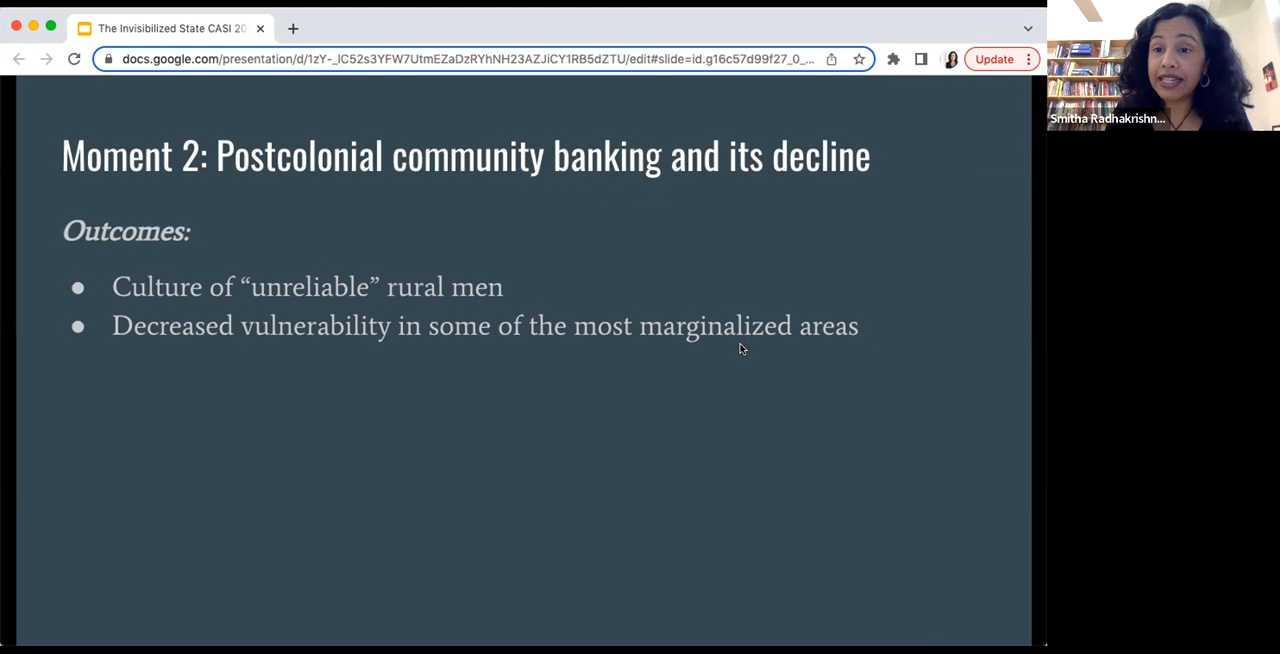 The Invisibilized State CASI 20
docs.google.com/presentation/d/1zY-_lC52s3YFW7UtmEZaDzRYhNH23AZJiCY1RB5dZTU/edit#slide=id.g16c57d99f27_0_...
Update
Smitha Radhakrishn...
Moment 2: Postcolonial community banking and its decline
Outcomes:
● Culture of “unreliable” rural men
● Decreased vulnerability in some of the most marginalized areas